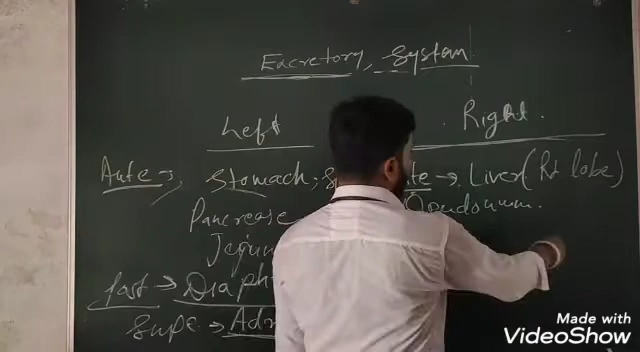 Excretory System
Left Right.
Ante → Stomach, te → Liver (Rt lobe)
Pancrease
Jejun
Post → Diaph
Supe → Adr
Made with
VideoShow